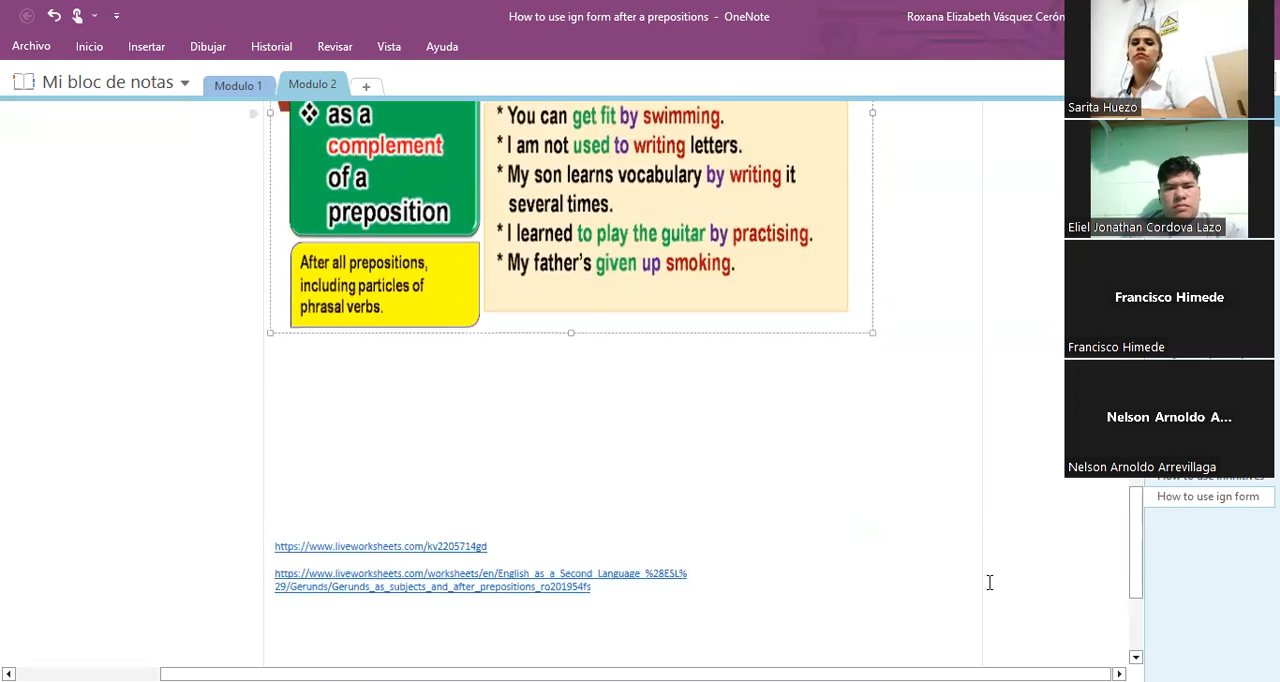 How to use ign form after a prepositions - OneNote
Roxana Elizabeth Vásquez Cerón
Archivo Inicio Insertar Dibujar Historial Revisar Vista Ayuda
Mi bloc de notas Modulo 1 Modulo 2 +
❖ as a
complement
of a
preposition
After all prepositions,
including particles of
phrasal verbs.
* You can get fit by swimming.
* I am not used to writing letters.
* My son learns vocabulary by writing it
several times.
* I learned to play the guitar by practising.
* My father's given up smoking.
https://www.liveworksheets.com/kv2205714gd
https://www.liveworksheets.com/worksheets/en/English_as_a_Second_Language_%28ESL%
29/Gerunds/Gerunds_as_subjects_and_after_prepositions_ro201954fs
Sarita Huezo
Eliel Jonathan Cordova Lazo
Francisco Himede
Francisco Himede
Nelson Arnoldo A...
Nelson Arnoldo Arrevillaga
How to use infinitives
How to use ign form